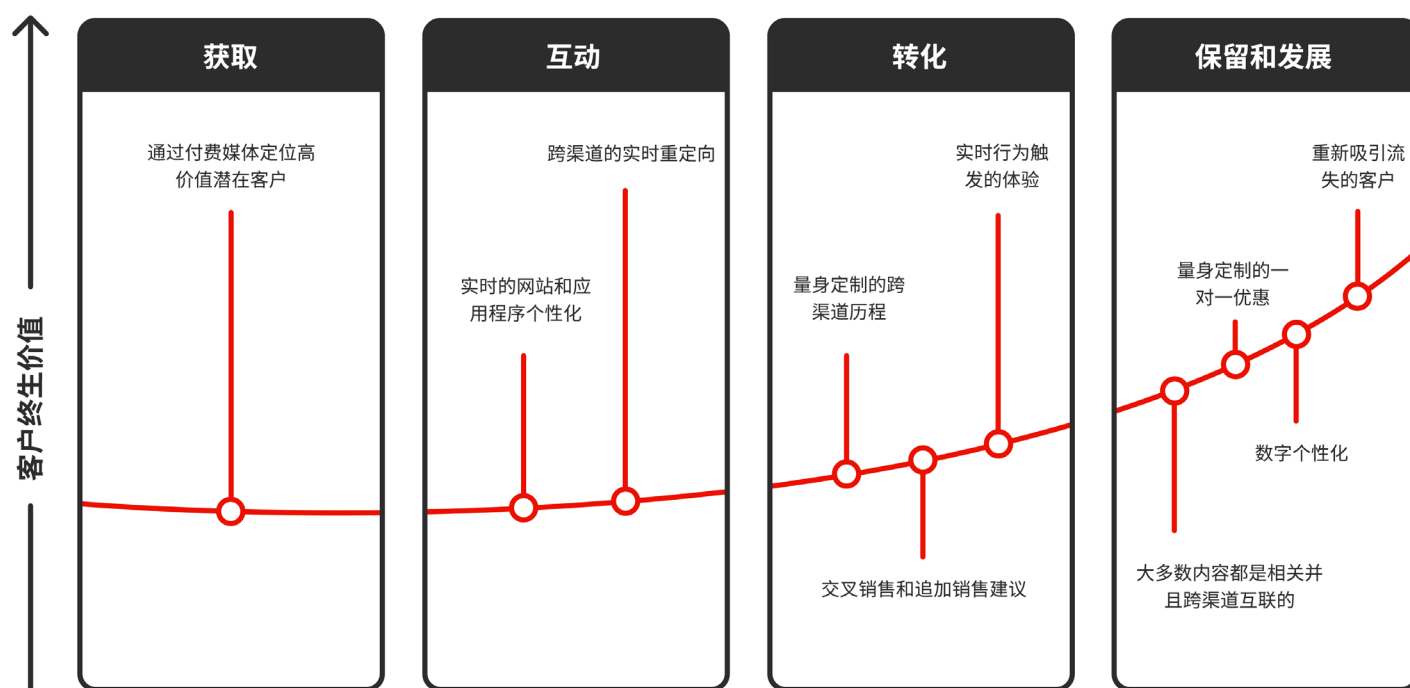 客户终生价值
获取
通过付费媒体定位高
价值潜在客户
互动
跨渠道的实时重定向
实时的网站和应
用程序个性化
转化
实时行为触
发的体验
量身定制的跨
渠道历程
交叉销售和追加销售建议
保留和发展
重新吸引流
失的客户
量身定制的一
对一优惠
数字个性化
大多数内容都是相关并
且跨渠道互联的